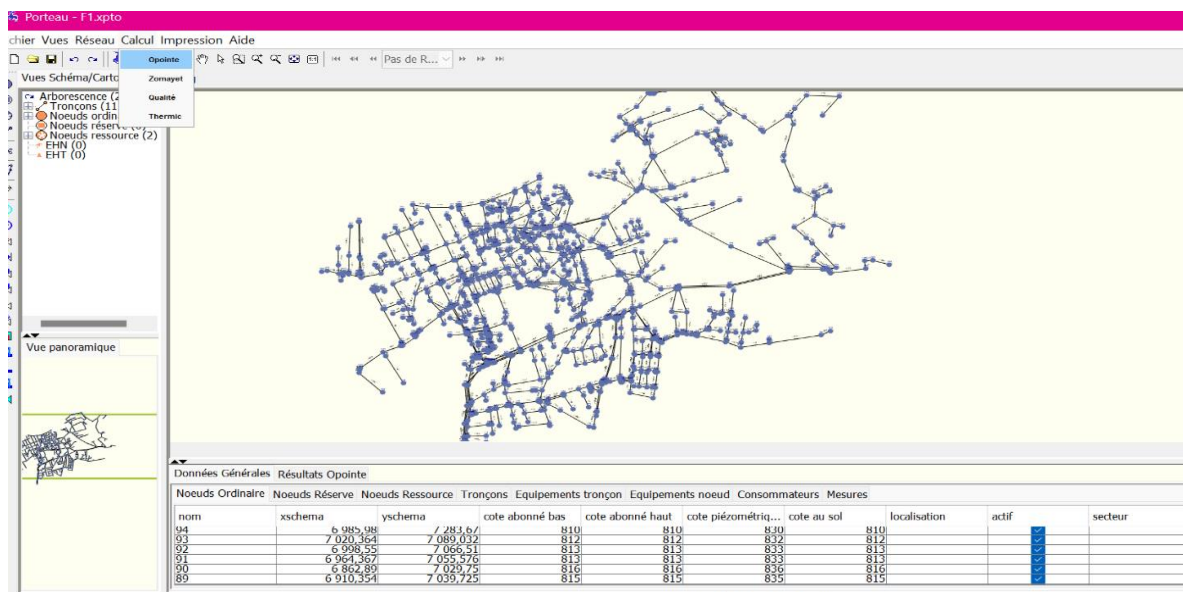 Porteau - F1.xpto
chier Vues Réseau Calcul Impression Aide
Opointe
Zomayet
Qualité
Thermic
Pas de R...
Vues Schéma/Carto
Arborescence (2
Tronçons (11
Noeuds ordin
Noeuds réserve (0)
Noeuds ressource (2)
EHN (0)
EHT (0)
Vue panoramique
Données Générales Résultats Opointe
Noeuds Ordinaire Noeuds Réserve Noeuds Ressource Tronçons Equipements tronçon Equipements noeud Consommateurs Mesures
nom xschema yschema cote abonné bas cote abonné haut cote piézométriq... cote au sol localisation actif secteur
94 6 985,98 7 283,67 810 810 830 810
93 7 020,364 7 089,032 812 812 832 812
92 6 998,55 7 066,51 813 813 833 813
91 6 964,367 7 055,576 813 813 833 813
90 6 862,89 7 029,75 816 816 836 816
89 6 910,354 7 039,725 815 815 835 815